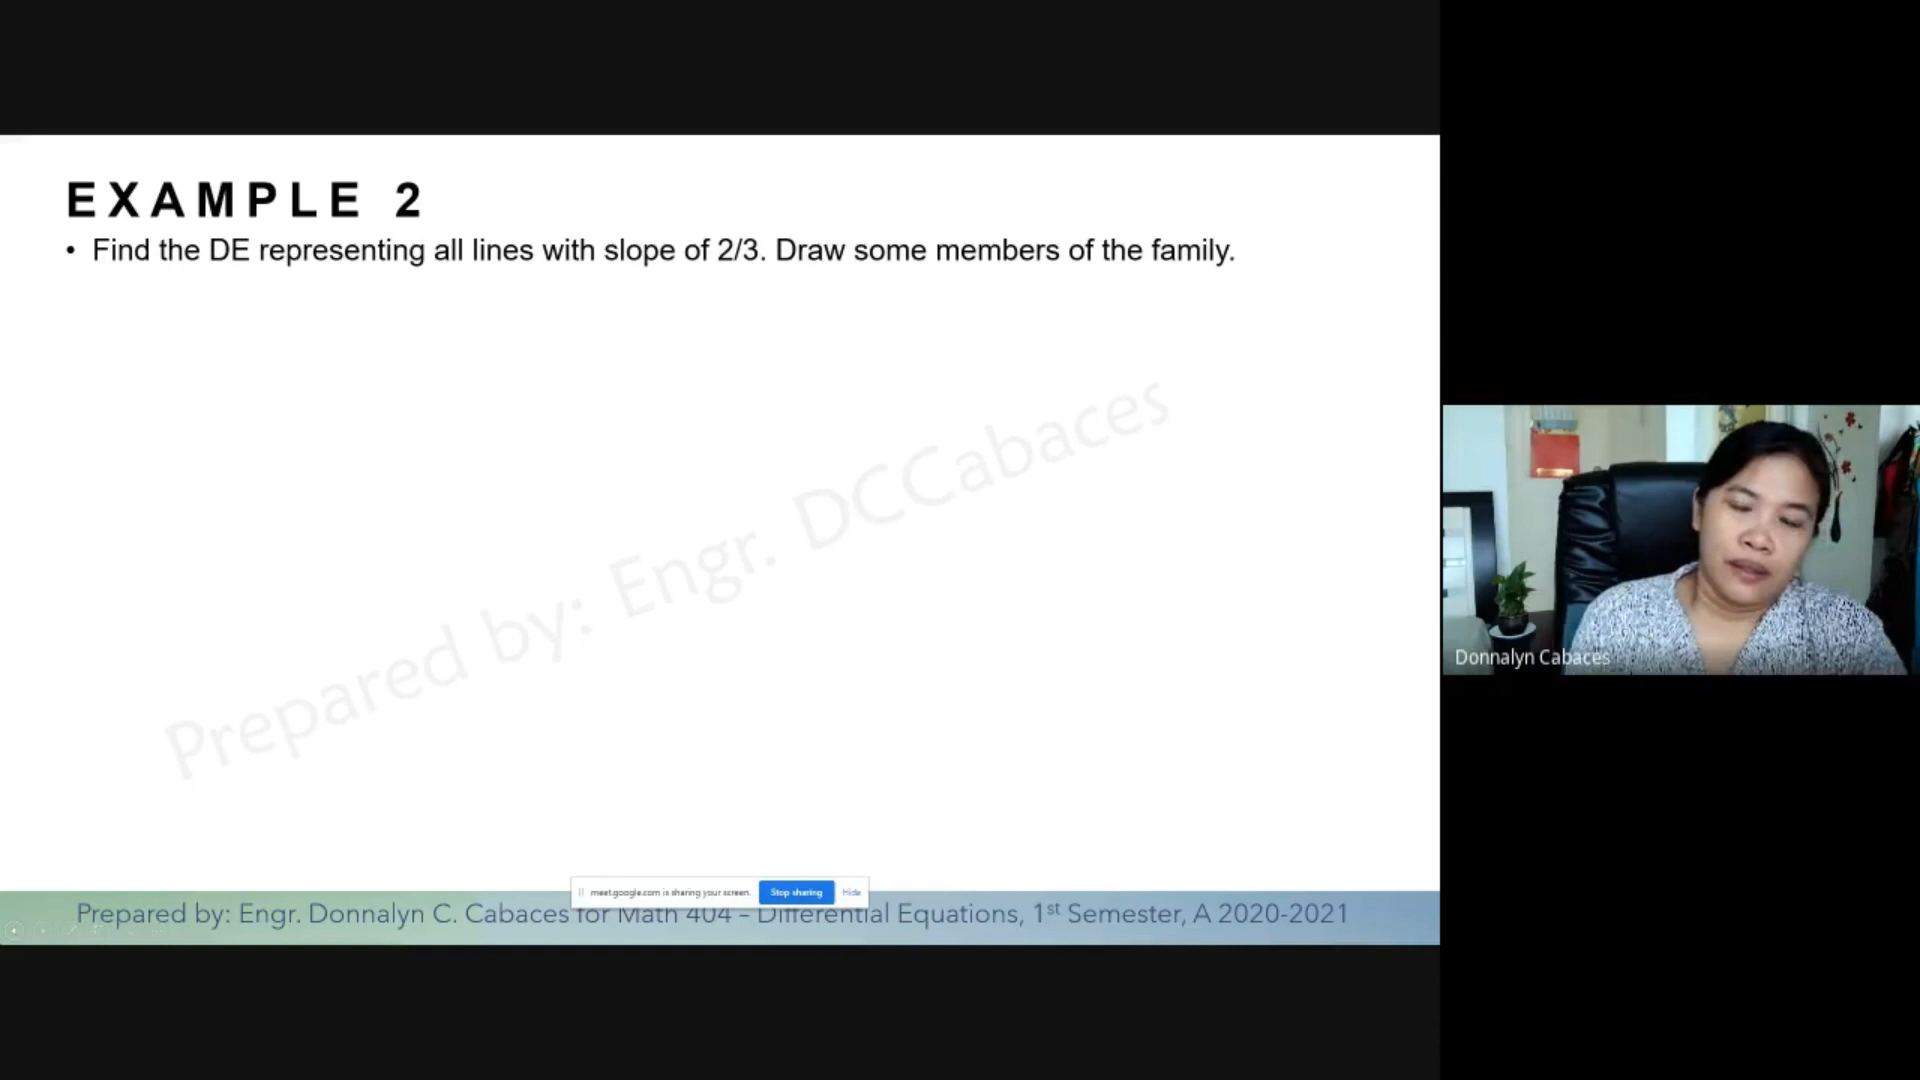 EXAMPLE 2
• Find the DE representing all lines with slope of 2/3. Draw some members of the family.
Prepared by: Engr. DCCabaces
Donnalyn Cabaces
meet.google.com is sharing your screen. Stop sharing Hide
Prepared by: Engr. Donnalyn C. Cabaces for Math 404 – Differential Equations, 1st Semester, A 2020-2021